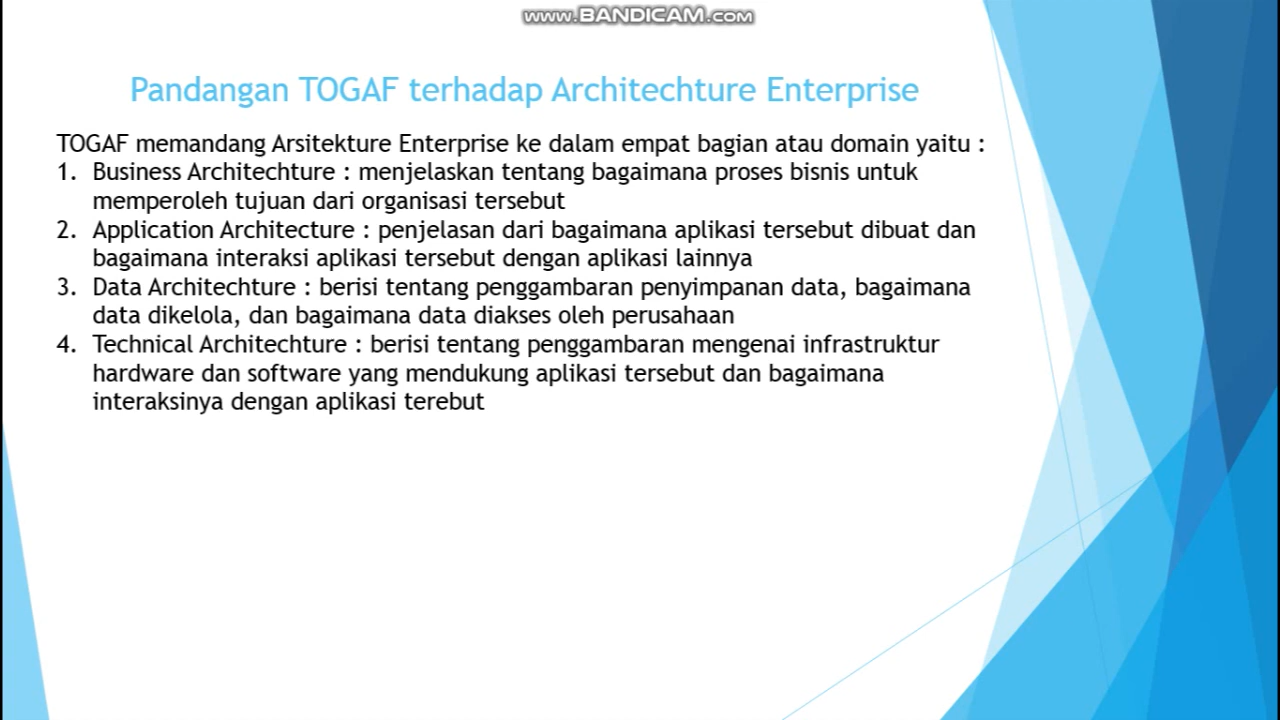 www.BANDICAM.com
Pandangan TOGAF terhadap Architechture Enterprise
TOGAF memandang Arsitekture Enterprise ke dalam empat bagian atau domain yaitu :
1. Business Architechture : menjelaskan tentang bagaimana proses bisnis untuk
memperoleh tujuan dari organisasi tersebut
2. Application Architecture : penjelasan dari bagaimana aplikasi tersebut dibuat dan
bagaimana interaksi aplikasi tersebut dengan aplikasi lainnya
3. Data Architechture : berisi tentang penggambaran penyimpanan data, bagaimana
data dikelola, dan bagaimana data diakses oleh perusahaan
4. Technical Architechture : berisi tentang penggambaran mengenai infrastruktur
hardware dan software yang mendukung aplikasi tersebut dan bagaimana
interaksinya dengan aplikasi terebut